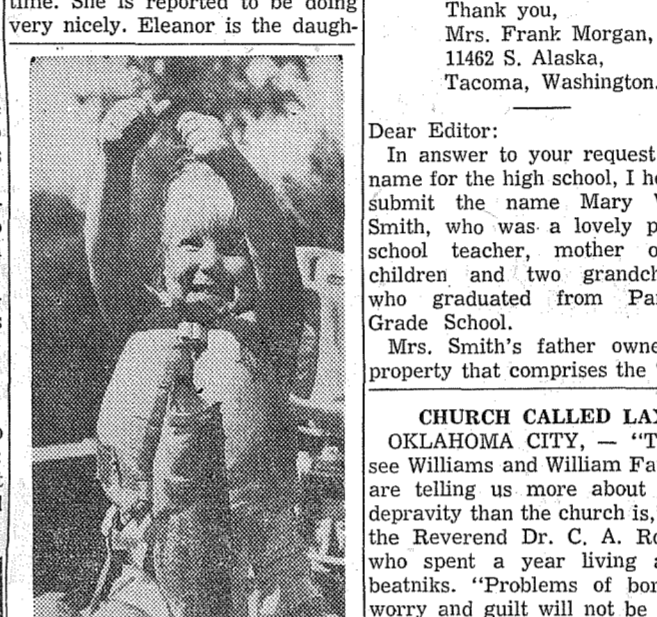 time. She is reported to be doing
very nicely. Eleanor is the daugh-
Thank you,
Mrs. Frank Morgan,
11462 S. Alaska,
Tacoma, Washington.
Dear Editor:
In answer to your request
name for the high school, I
submit the name Mary
Smith, who was a lovely
school teacher, mother
children and two
who graduated from
Grade School.
Mrs. Smith's father
property that comprises the
CHURCH CALLED
OKLAHOMA CITY, —
see Williams and William
are telling us more about
depravity than the church is,
the Reverend Dr. C. A.
who spent a year living
beatniks. "Problems of
worry and guilt will not be